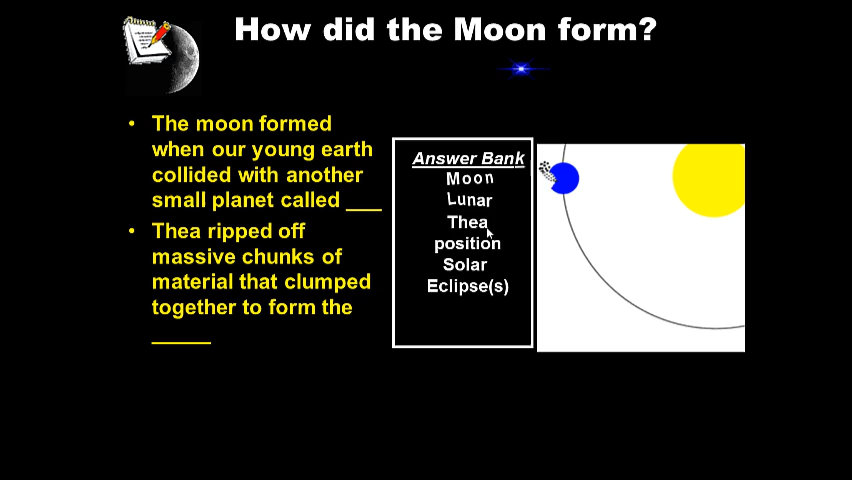 How did the Moon form?
• The moon formed
when our young earth
collided with another
small planet called ___
• Thea ripped off
massive chunks of
material that clumped
together to form the
_____
Answer Bank
Moon
Lunar
Thea
position
Solar
Eclipse(s)